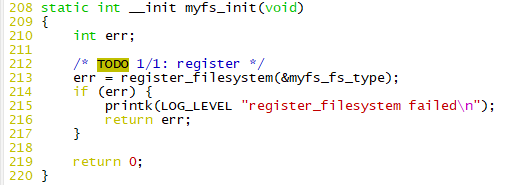 208 static int __init myfs_init(void)
209 {
210     int err;
211
212     /* TODO 1/1: register */
213     err = register_filesystem(&myfs_fs_type);
214     if (err) {
215         printk(LOG_LEVEL "register_filesystem failed\n");
216         return err;
217     }
218
219     return 0;
220 }